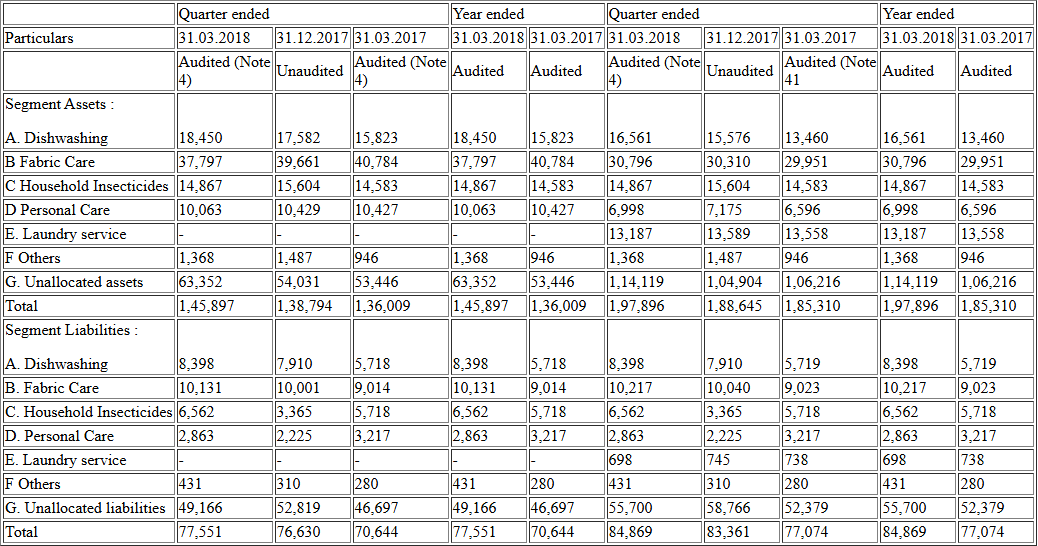 Quarter ended Year ended Quarter ended Year ended
Particulars 31.03.2018 31.12.2017 31.03.2017 31.03.2018 31.03.2017 31.03.2018 31.12.2017 31.03.2017 31.03.2018 31.03.2017
Audited (Note 4) Unaudited Audited (Note 4) Audited Audited Audited (Note 4) Unaudited Audited (Note 41 Audited Audited
Segment Assets :
A. Dishwashing 18,450 17,582 15,823 18,450 15,823 16,561 15,576 13,460 16,561 13,460
B Fabric Care 37,797 39,661 40,784 37,797 40,784 30,796 30,310 29,951 30,796 29,951
C Household Insecticides 14,867 15,604 14,583 14,867 14,583 14,867 15,604 14,583 14,867 14,583
D Personal Care 10,063 10,429 10,427 10,063 10,427 6,998 7,175 6,596 6,998 6,596
E. Laundry service - - - - - 13,187 13,589 13,558 13,187 13,558
F Others 1,368 1,487 946 1,368 946 1,368 1,487 946 1,368 946
G. Unallocated assets 63,352 54,031 53,446 63,352 53,446 1,14,119 1,04,904 1,06,216 1,14,119 1,06,216
Total 1,45,897 1,38,794 1,36,009 1,45,897 1,36,009 1,97,896 1,88,645 1,85,310 1,97,896 1,85,310
Segment Liabilities :
A. Dishwashing 8,398 7,910 5,718 8,398 5,718 8,398 7,910 5,719 8,398 5,719
B. Fabric Care 10,131 10,001 9,014 10,131 9,014 10,217 10,040 9,023 10,217 9,023
C. Household Insecticides 6,562 3,365 5,718 6,562 5,718 6,562 3,365 5,718 6,562 5,718
D. Personal Care 2,863 2,225 3,217 2,863 3,217 2,863 2,225 3,217 2,863 3,217
E. Laundry service - - - - - 698 745 738 698 738
F Others 431 310 280 431 280 431 310 280 431 280
G. Unallocated liabilities 49,166 52,819 46,697 49,166 46,697 55,700 58,766 52,379 55,700 52,379
Total 77,551 76,630 70,644 77,551 70,644 84,869 83,361 77,074 84,869 77,074